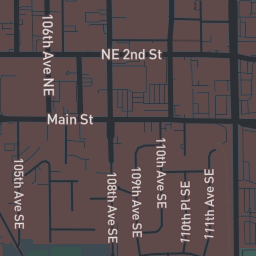 106th Ave NE
NE 2nd St
Main St
105th Ave SE
108th Ave SE
109th Ave SE
110th Ave SE
110th Pl SE
111th Ave SE